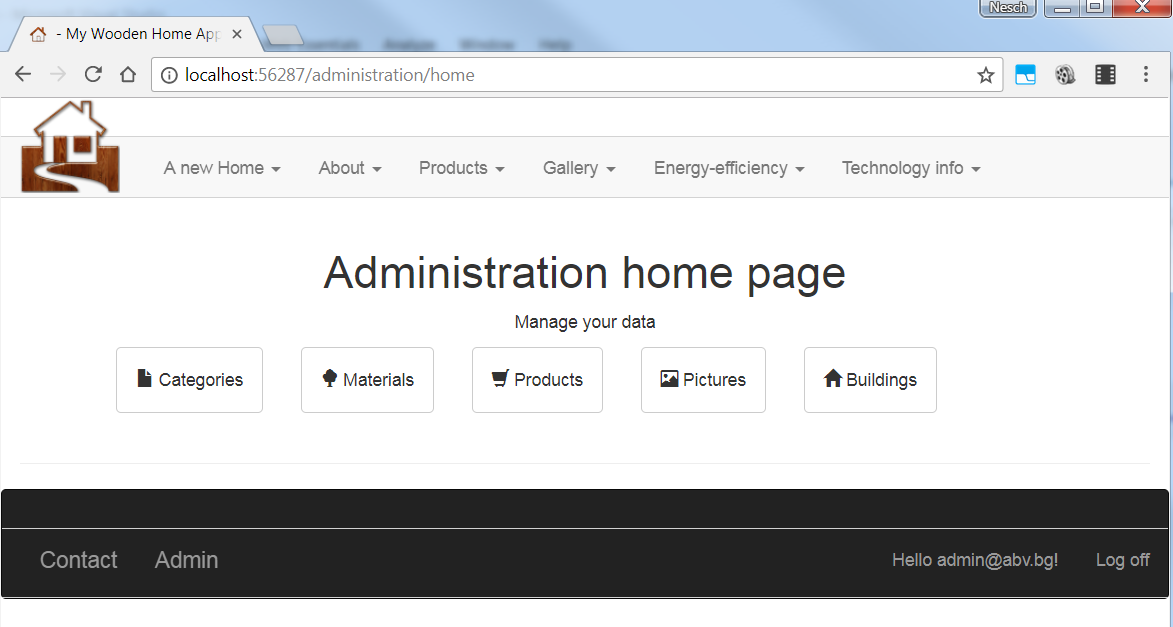 Nesch
- My Wooden Home App
localhost:56287/administration/home
A new Home About Products Gallery Energy-efficiency Technology info
Administration home page
Manage your data
Categories Materials Products Pictures Buildings
Contact Admin Hello admin@abv.bg! Log off